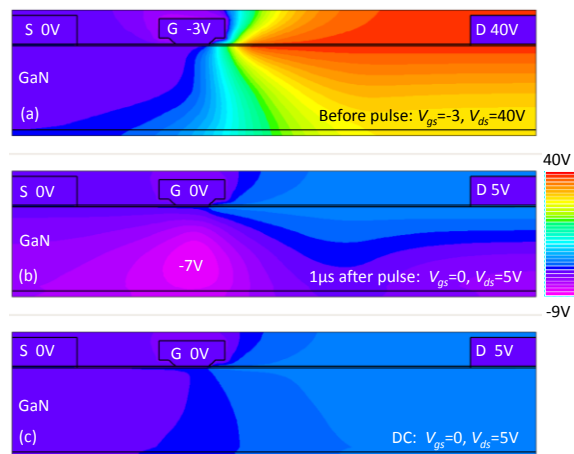 S 0V
G -3V
D 40V
GaN
(a)
Before pulse: Vgs=-3, Vds=40V
40V
S 0V
G 0V
D 5V
GaN
-7V
(b)
1µs after pulse: Vgs=0, Vds=5V
-9V
S 0V
G 0V
D 5V
GaN
(c)
DC: Vgs=0, Vds=5V